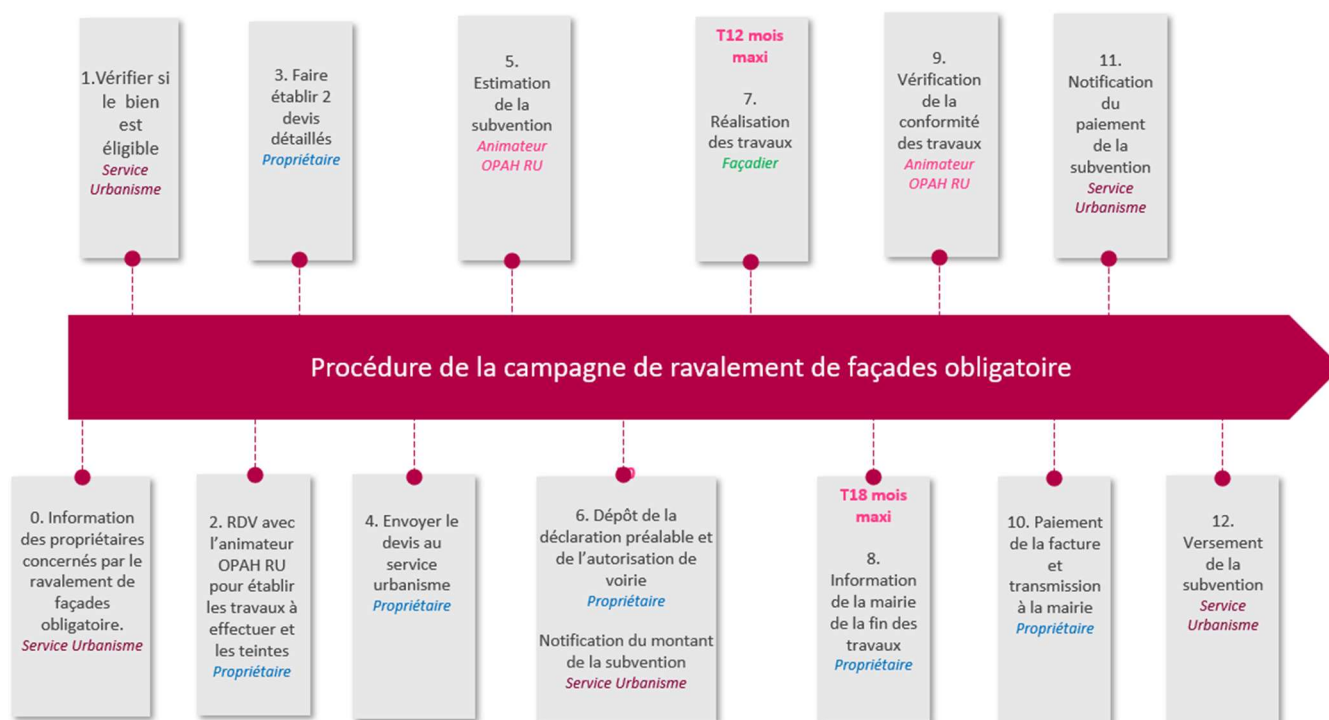 1.Vérifier si
le bien
est
éligible
Service
Urbanisme
3. Faire
établir 2
devis
détaillés
Propriétaire
5.
Estimation
de la
subvention
Animateur
OPAH RU
T12 mois
maxi
7.
Réalisation
des travaux
Façadier
9.
Vérification
de la
conformité
des travaux
Animateur
OPAH RU
11.
Notification
du
paiement
de la
subvention
Service
Urbanisme
Procédure de la campagne de ravalement de façades obligatoire
0. Information
des propriétaires
concernés par le
ravalement de
façades
obligatoire.
Service Urbanisme
2. RDV avec
l’animateur
OPAH RU
pour établir
les travaux à
effectuer et
les teintes
Propriétaire
4. Envoyer le
devis au
service
urbanisme
Propriétaire
6. Dépôt de la
déclaration préalable et
de l’autorisation de
voirie
Propriétaire
Notification du montant
de la subvention
Service Urbanisme
T18 mois
maxi
8.
Information
de la mairie
de la fin des
travaux
Propriétaire
10. Paiement
de la facture
et
transmission
à la mairie
Propriétaire
12.
Versement
de la
subvention
Service
Urbanisme